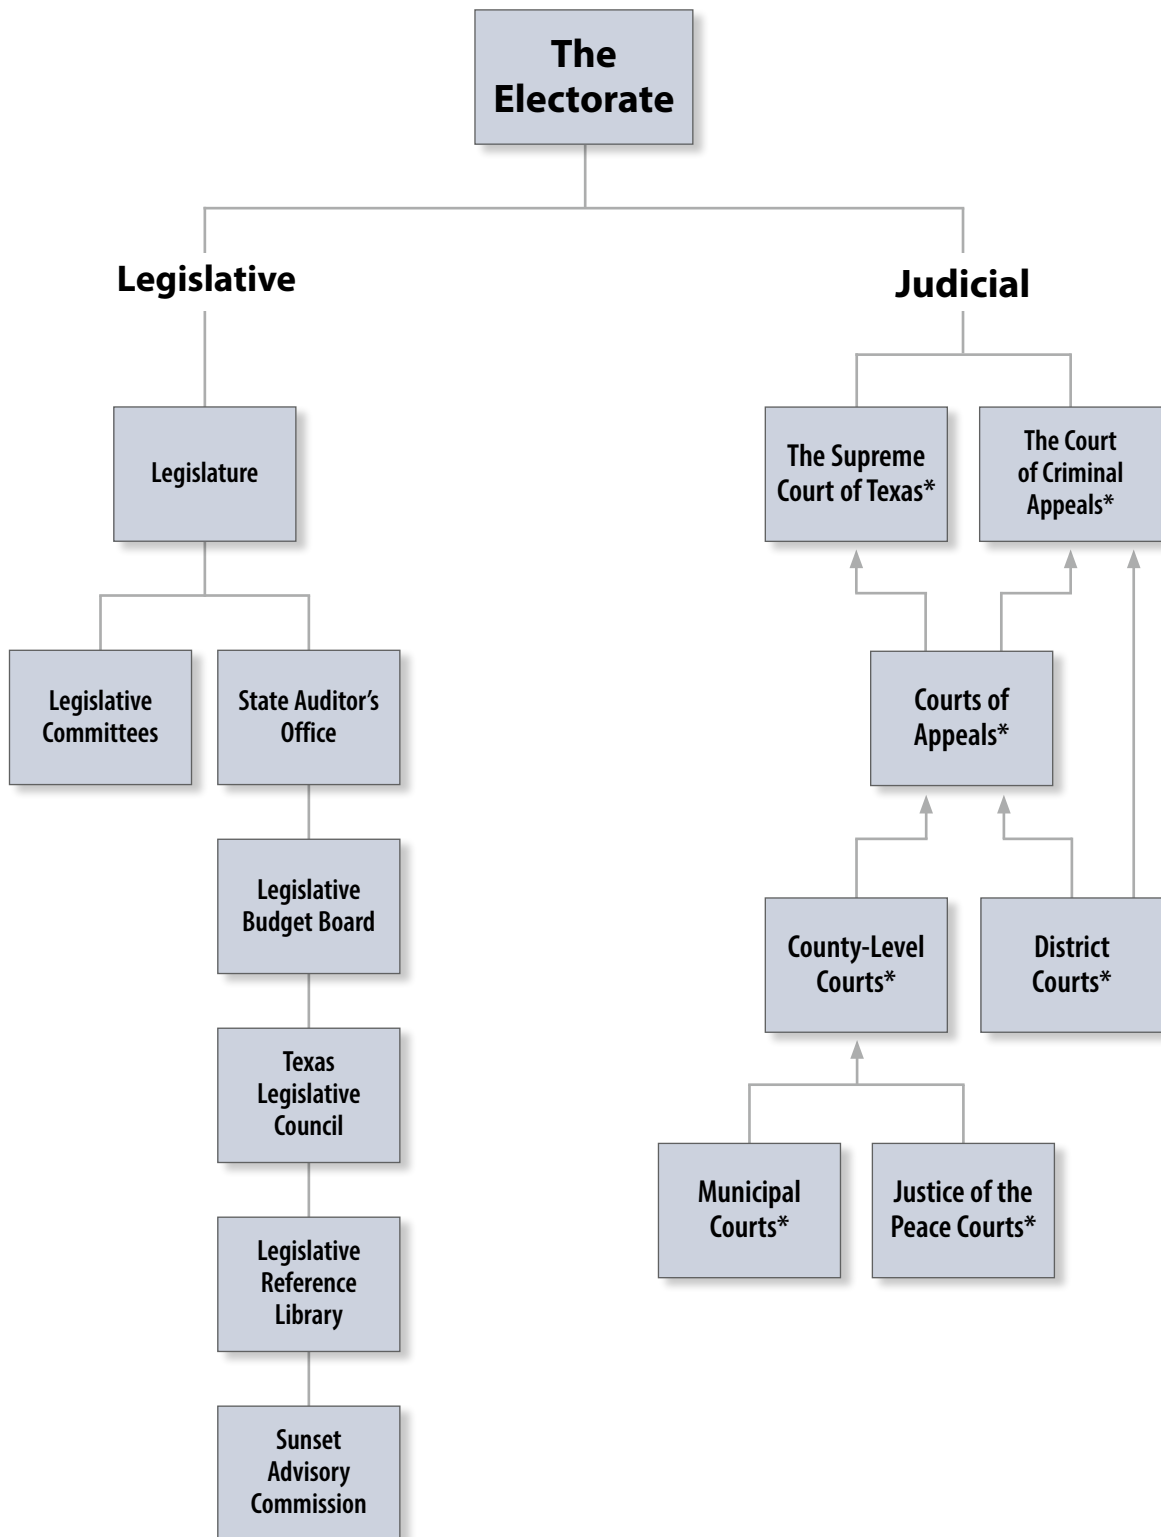 The
Electorate
Legislative
Judicial
Legislature
The Supreme
Court of Texas*
The Court
of Criminal
Appeals*
Legislative
Committees
State Auditor’s
Office
Courts of
Appeals*
Legislative
Budget Board
County-Level
Courts*
District
Courts*
Texas
Legislative
Council
Municipal
Courts*
Justice of the
Peace Courts*
Legislative
Reference
Library
Sunset
Advisory
Commission